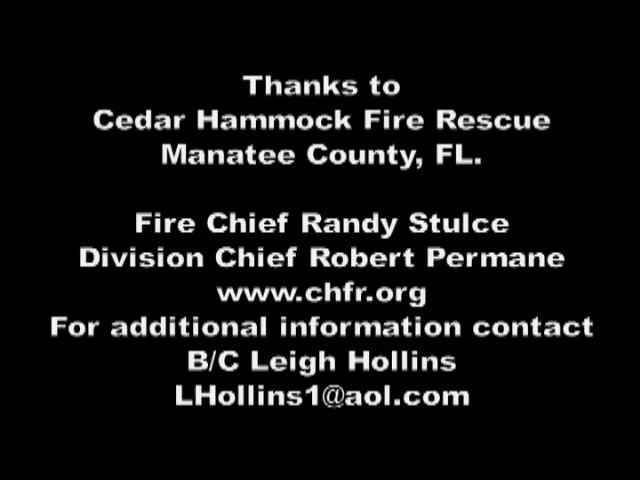 Thanks to
Cedar Hammock Fire Rescue
Manatee County, FL.
Fire Chief Randy Stulce
Division Chief Robert Permane
www.chfr.org
For additional information contact
B/C Leigh Hollins
LHollins1@aol.com